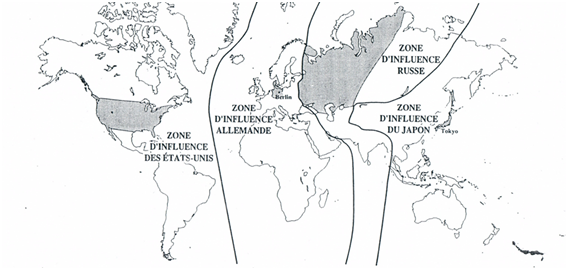 ZONE
D'INFLUENCE
RUSSE
Berlin
ZONE
D'INFLUENCE
ALLEMANDE
ZONE
D'INFLUENCE
DU JAPON
Tokyo
ZONE
D'INFLUENCE
DES ÉTATS-UNIS